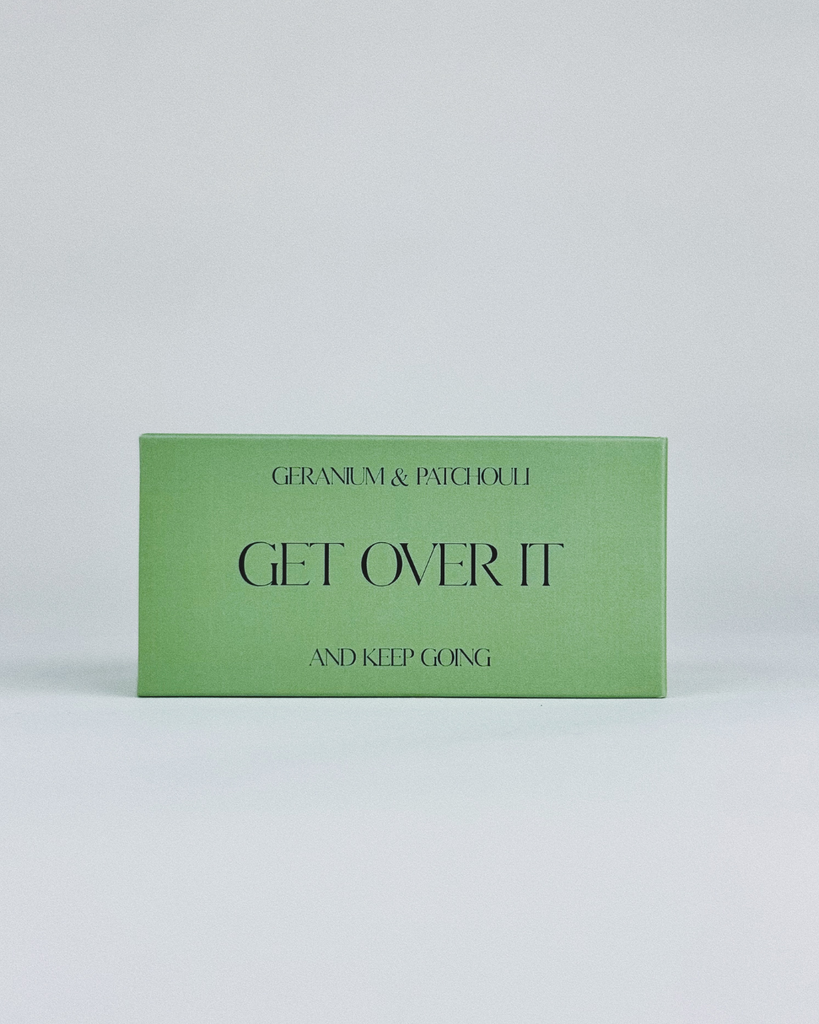 GERANIUM & PATCHOULI
GET OVER IT
AND KEEP GOING